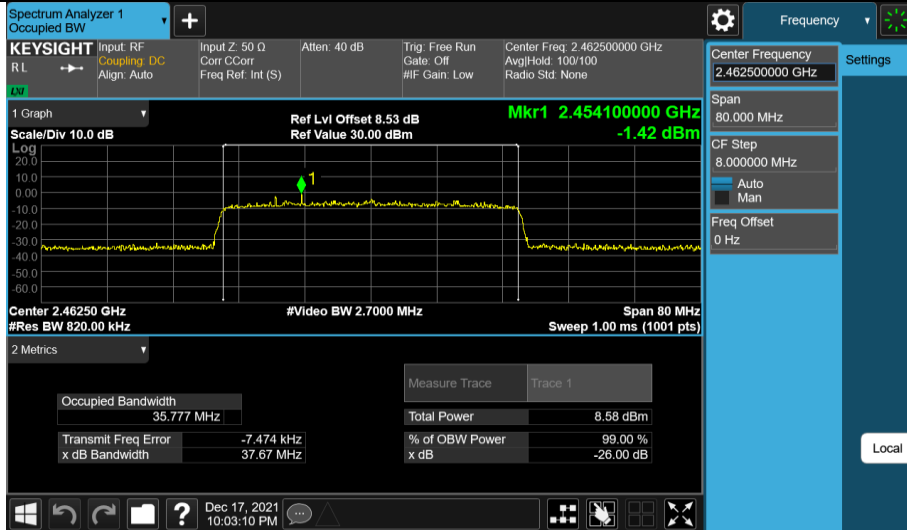 Spectrum Analyzer 1
Occupied BW
+
Frequency
KEYSIGHT
RL
LXI
Input: RF
Coupling: DC
Align: Auto
Input Z: 50 Ω
Corr CCorr
Freq Ref: Int (S)
Atten: 40 dB
Trig: Free Run
Gate: Off
#IF Gain: Low
Center Freq: 2.462500000 GHz
Avg|Hold: 100/100
Radio Std: None
Center Frequency
2.462500000 GHz
Settings
Span
80.000 MHz
CF Step
8.000000 MHz
Auto
Man
Freq Offset
0 Hz
Local
1 Graph
Scale/Div 10.0 dB
Ref Lvl Offset 8.53 dB
Ref Value 30.00 dBm
Mkr1 2.454100000 GHz
-1.42 dBm
Log
20.0
10.0
0.00
-10.0
-20.0
-30.0
-40.0
-50.0
-60.0
1
Center 2.46250 GHz
#Res BW 820.00 kHz
#Video BW 2.7000 MHz
Span 80 MHz
Sweep 1.00 ms (1001 pts)
2 Metrics
Measure Trace Trace 1
Occupied Bandwidth
35.777 MHz
Total Power 8.58 dBm
Transmit Freq Error -7.474 kHz
% of OBW Power 99.00 %
x dB Bandwidth 37.67 MHz
x dB -26.00 dB
?
Dec 17, 2021
10:03:10 PM